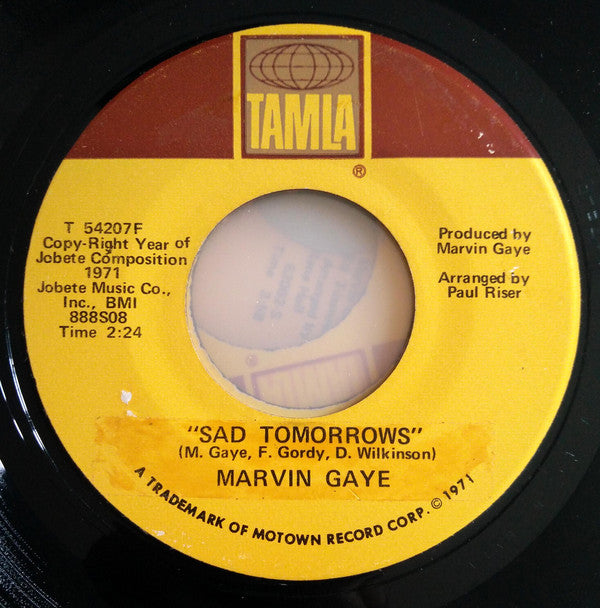 TAMLA
®
T 54207F
Copy-Right Year of
Jobete Composition
1971
Jobete Music Co.,
Inc., BMI
888S08
Time 2:24
Produced by
Marvin Gaye
Arranged by
Paul Riser
"SAD TOMORROWS"
(M. Gaye, F. Gordy, D. Wilkinson)
MARVIN GAYE
A TRADEMARK OF MOTOWN RECORD CORP. © 1971